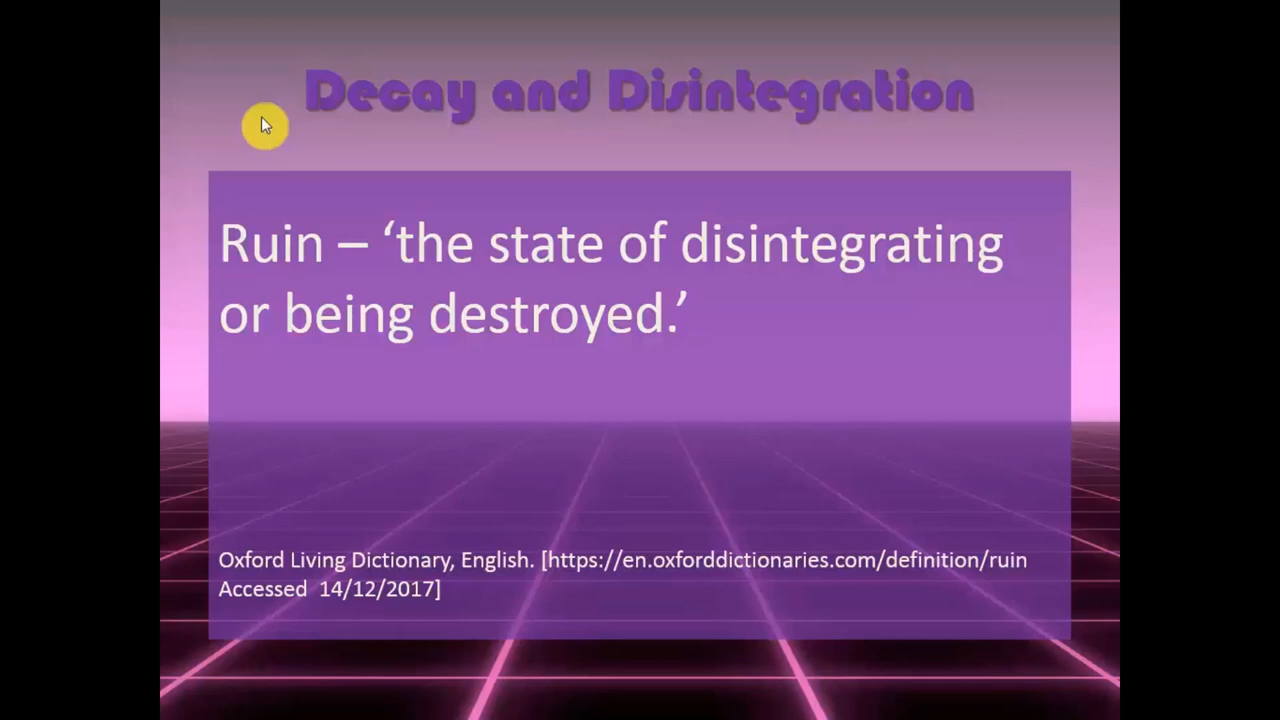 Decay and Disintegration
Ruin – ‘the state of disintegrating
or being destroyed.’
Oxford Living Dictionary, English. [https://en.oxforddictionaries.com/definition/ruin
Accessed  14/12/2017]